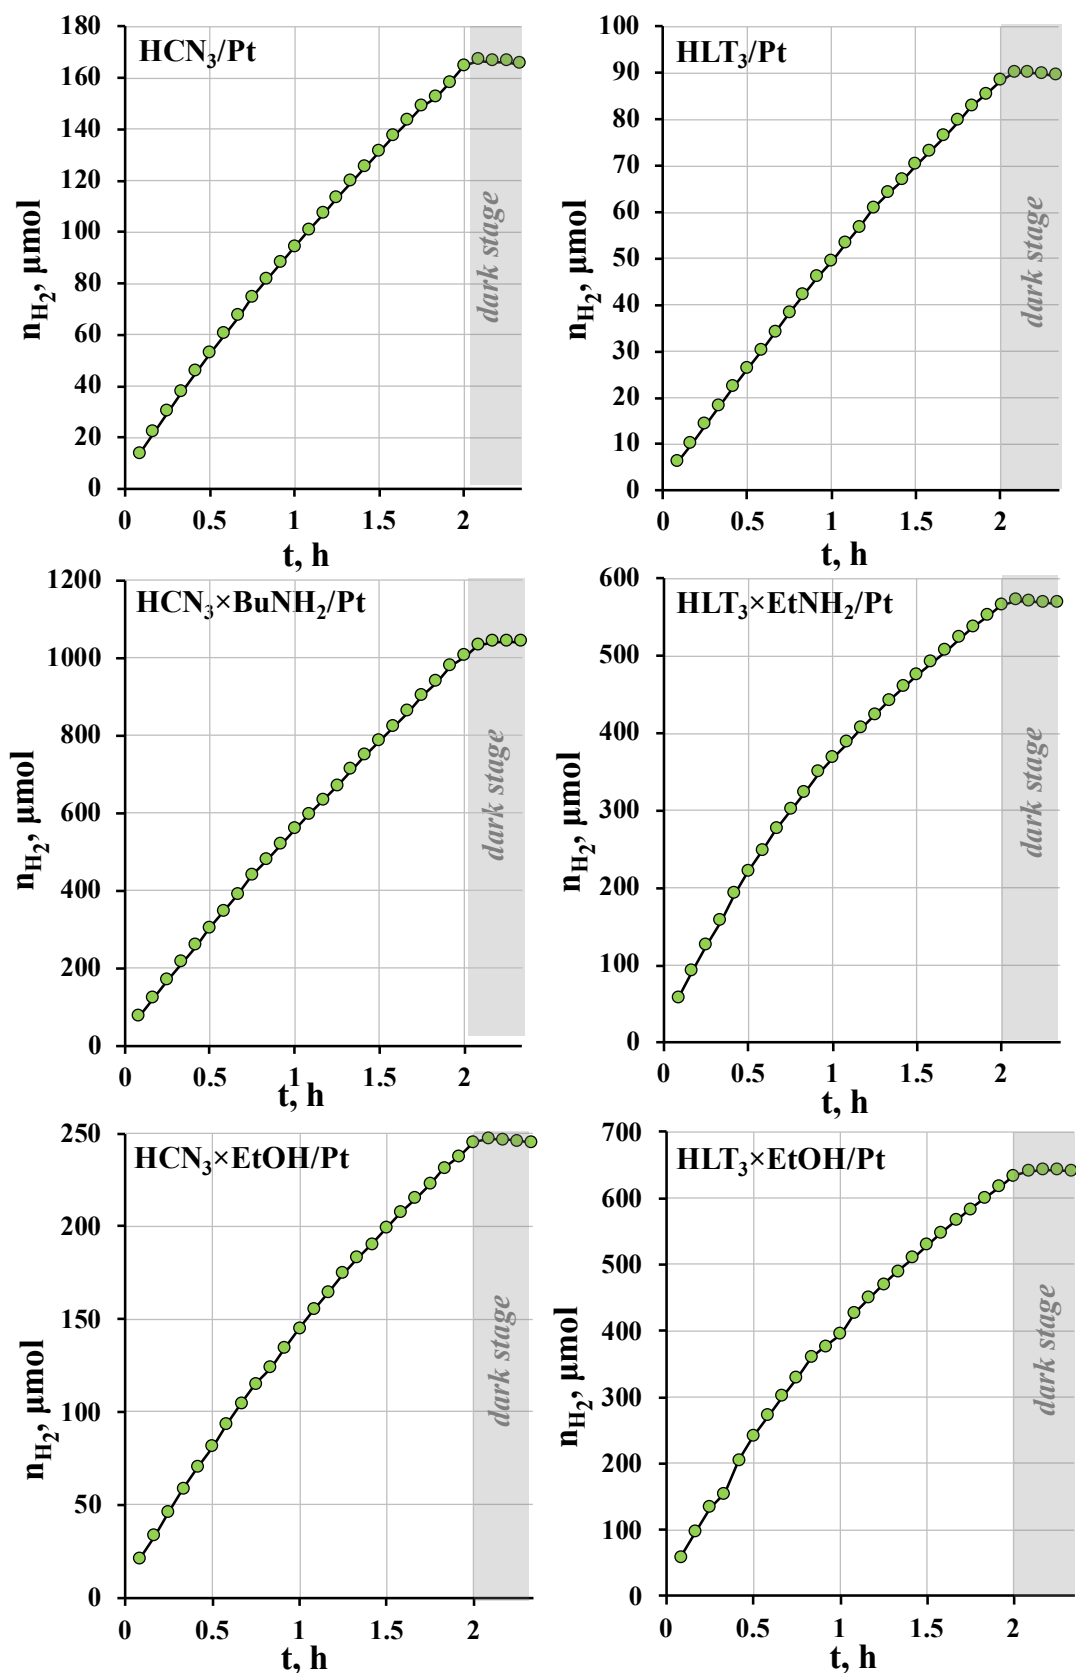 HCN₃/Pt
180
160
140
120
100
80
60
40
20
0
n_H₂, μmol
dark stage
0 0.5 1 1.5 2
t, h
HLT₃/Pt
100
90
80
70
60
50
40
30
20
10
0
n_H₂, μmol
dark stage
0 0.5 1 1.5 2
t, h
HCN₃×BuNH₂/Pt
1200
1000
800
600
400
200
0
n_H₂, μmol
dark stage
0 0.5 1 1.5 2
t, h
HLT₃×EtNH₂/Pt
600
500
400
300
200
100
0
n_H₂, μmol
dark stage
0 0.5 1 1.5 2
t, h
HCN₃×EtOH/Pt
250
200
150
100
50
0
n_H₂, μmol
dark stage
0 0.5 1 1.5 2
t, h
HLT₃×EtOH/Pt
700
600
500
400
300
200
100
0
n_H₂, μmol
dark stage
0 0.5 1 1.5 2
t, h